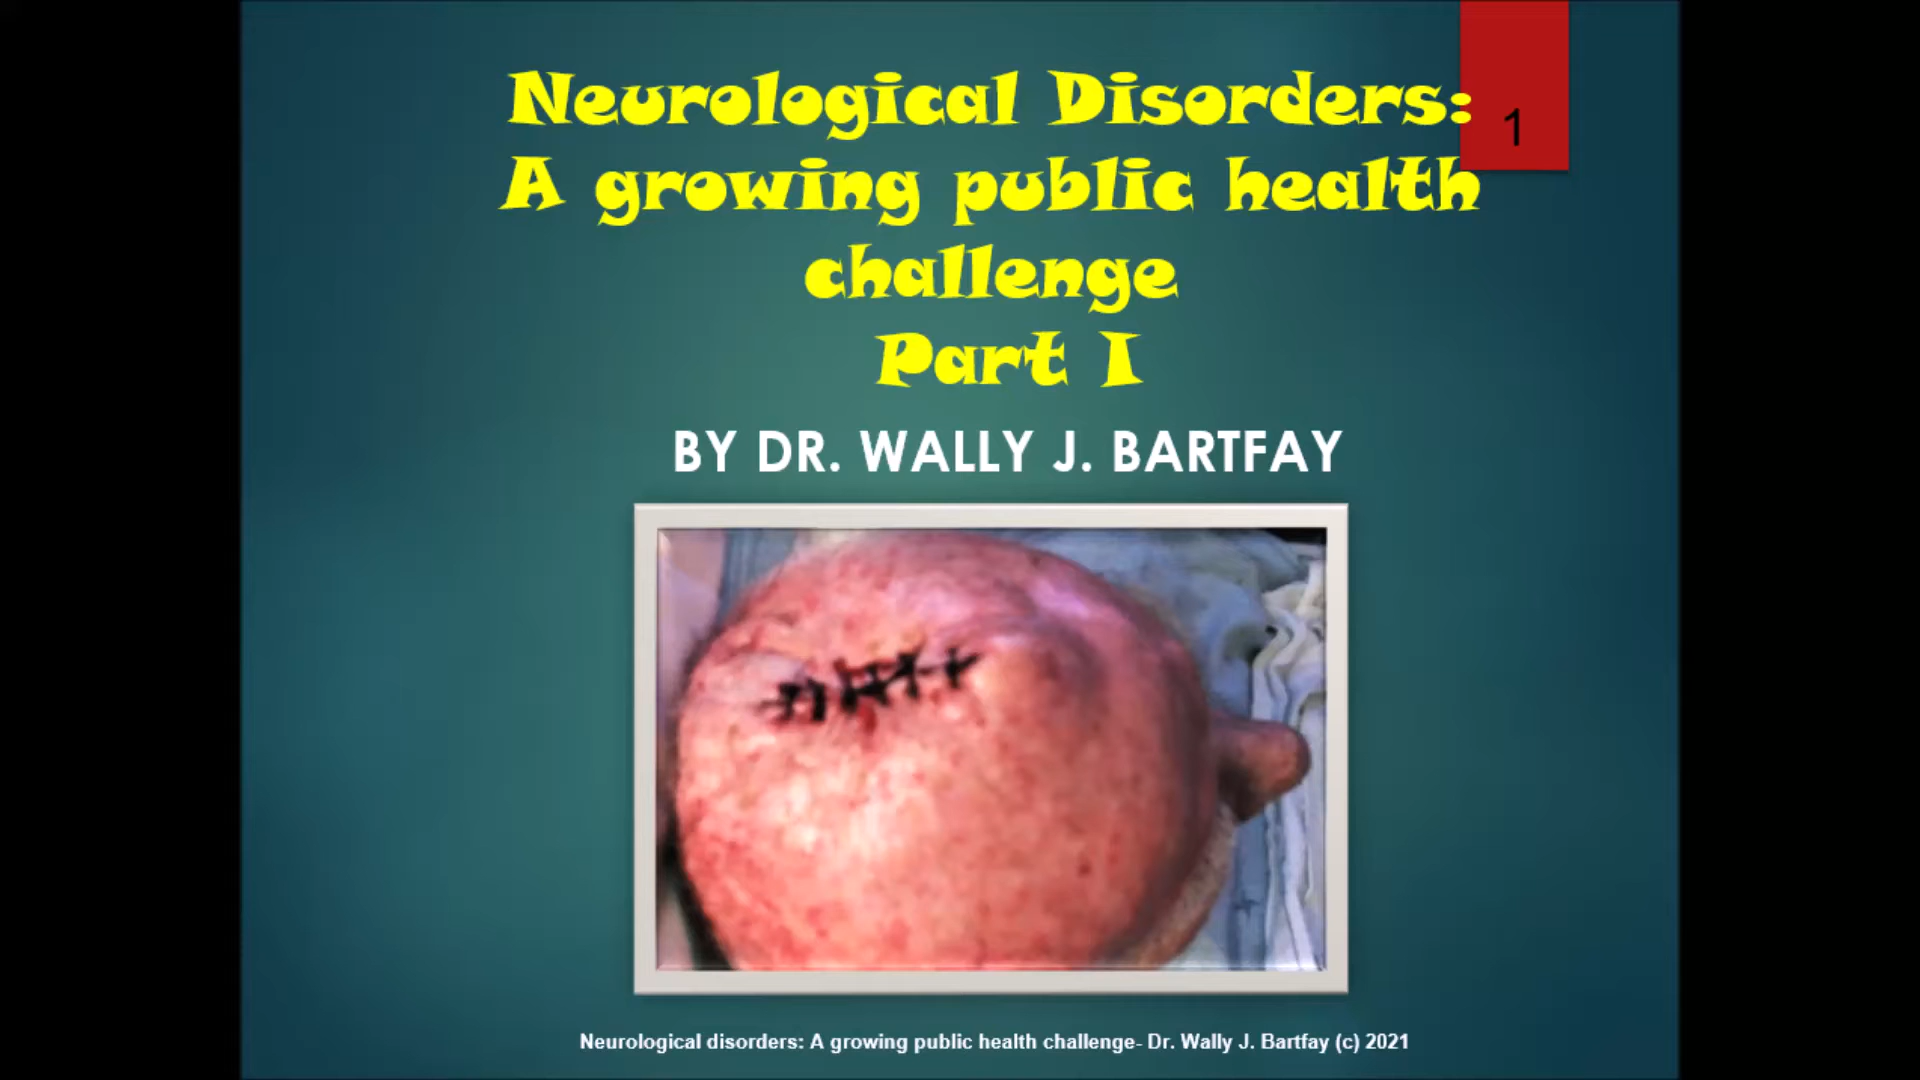 Neurological Disorders:
1
A growing public health
challenge
Part I
BY DR. WALLY J. BARTFAY
Neurological disorders: A growing public health challenge- Dr. Wally J. Bartfay (c) 2021